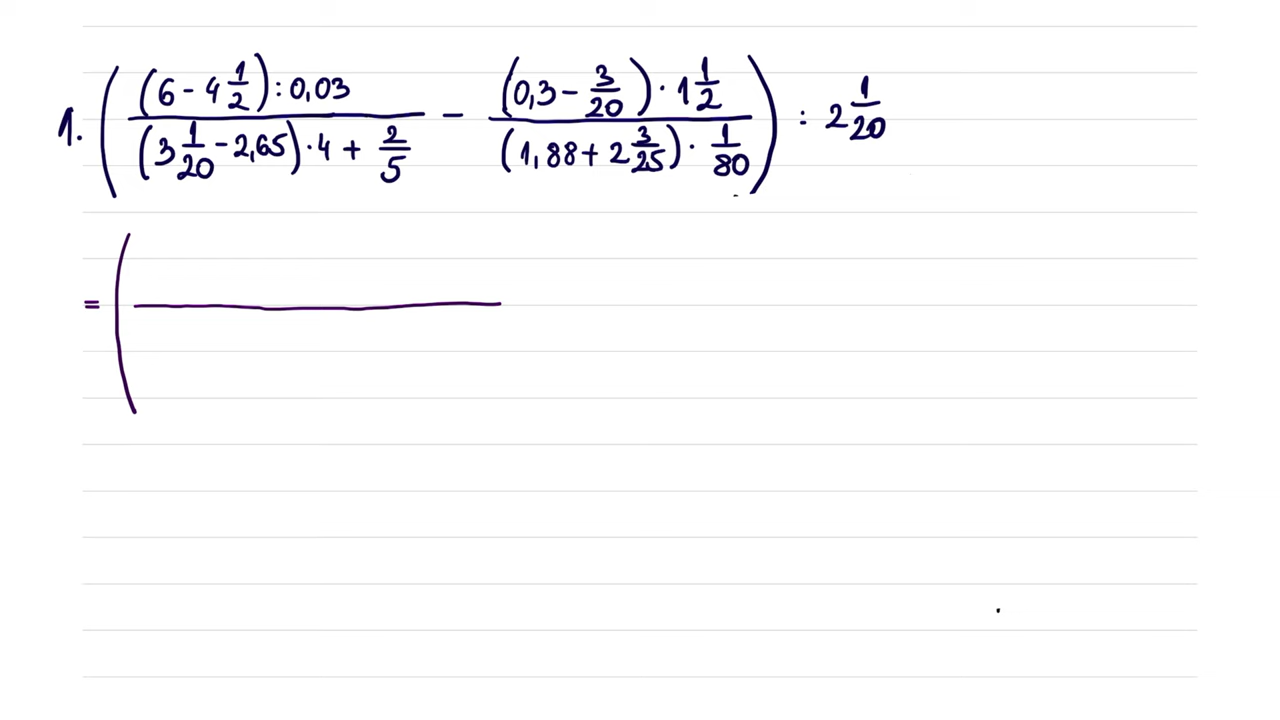 1. ( ((6 - 4 1/2) : 0,03) / ((3 1/20 - 2,65) · 4 + 2/5) - ((0,3 - 3/20) · 1 1/2) / ((1,88 + 2 3/25) · 1/80) ) : 2 1/20
= (